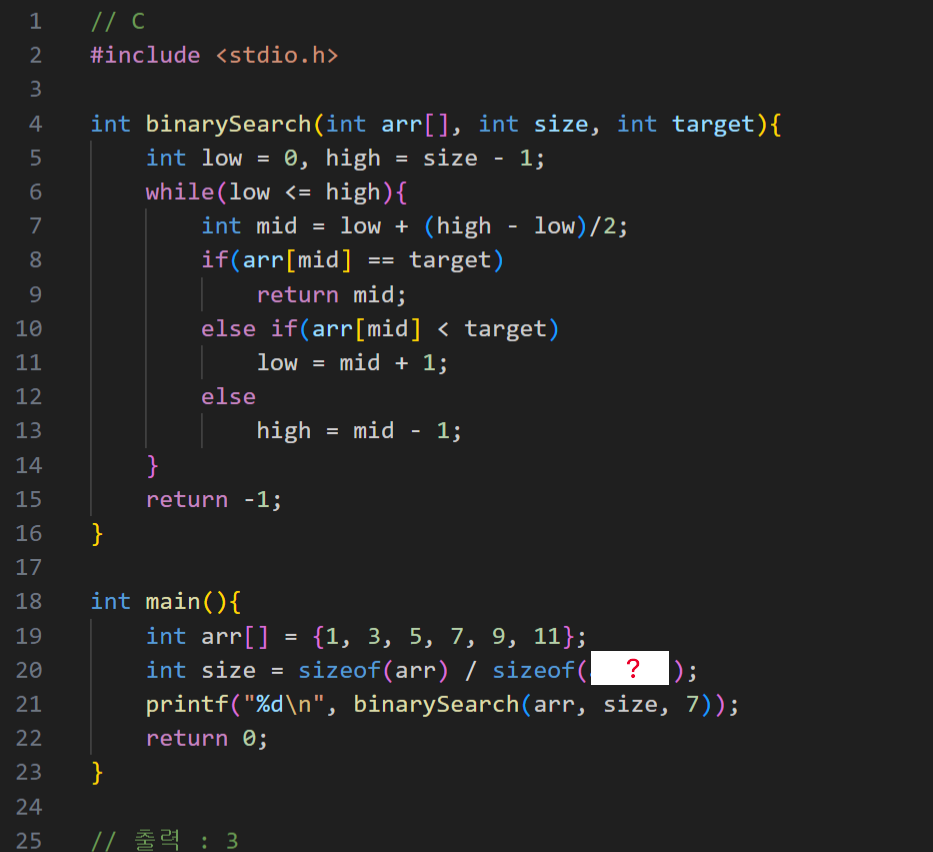 1 // C
2 #include <stdio.h>
3
4 int binarySearch(int arr[], int size, int target){
5     int low = 0, high = size - 1;
6     while(low <= high){
7         int mid = low + (high - low)/2;
8         if(arr[mid] == target)
9             return mid;
10         else if(arr[mid] < target)
11             low = mid + 1;
12         else
13             high = mid - 1;
14     }
15     return -1;
16 }
17
18 int main(){
19     int arr[] = {1, 3, 5, 7, 9, 11};
20     int size = sizeof(arr) / sizeof( ? );
21     printf("%d\n", binarySearch(arr, size, 7));
22     return 0;
23 }
24
25 // 출력 : 3